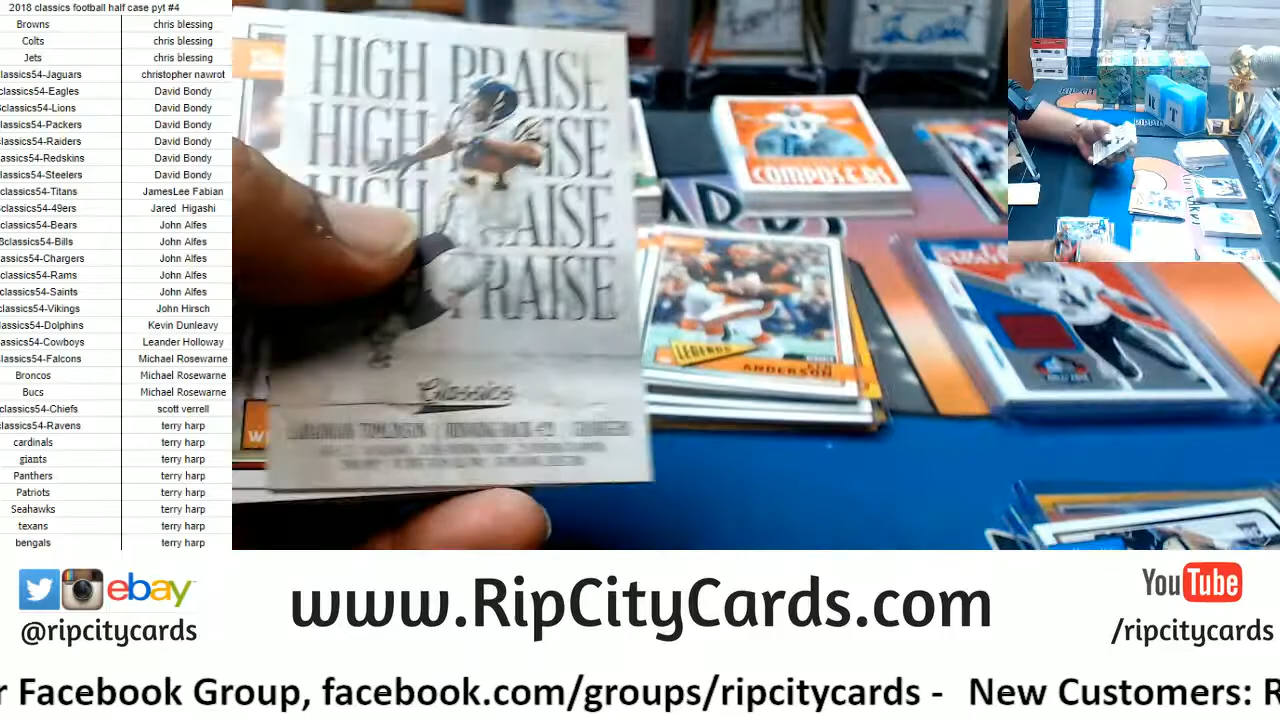 2018 classics football half case pyt #4
Browns chris blessing
Colts chris blessing
Jets chris blessing
classics54-Jaguars christopher nawrot
classics54-Eagles David Bondy
classics54-Lions David Bondy
classics54-Packers David Bondy
classics54-Raiders David Bondy
classics54-Redskins David Bondy
classics54-Steelers David Bondy
classics54-Titans JamesLee Fabian
classics54-49ers Jared Higashi
classics54-Bears John Alfes
classics54-Bills John Alfes
classics54-Chargers John Alfes
classics54-Rams John Alfes
classics54-Saints John Alfes
classics54-Vikings John Hirsch
classics54-Dolphins Kevin Dunleavy
classics54-Cowboys Leander Holloway
classics54-Falcons Michael Rosewarne
Broncos Michael Rosewarne
Bucs Michael Rosewarne
classics54-Chiefs scott verrell
classics54-Ravens terry harp
cardinals terry harp
giants terry harp
Panthers terry harp
Patriots terry harp
Seahawks terry harp
texans terry harp
bengals terry harp
HIGH PRAISE
HIGH PRAISE
HIGH PRAISE
PRAISE
Classics
LEGENDS
ANDERSON
ebay
@ripcitycards
www.RipCityCards.com
YouTube
/ripcitycards
r Facebook Group, facebook.com/groups/ripcitycards - New Customers: R